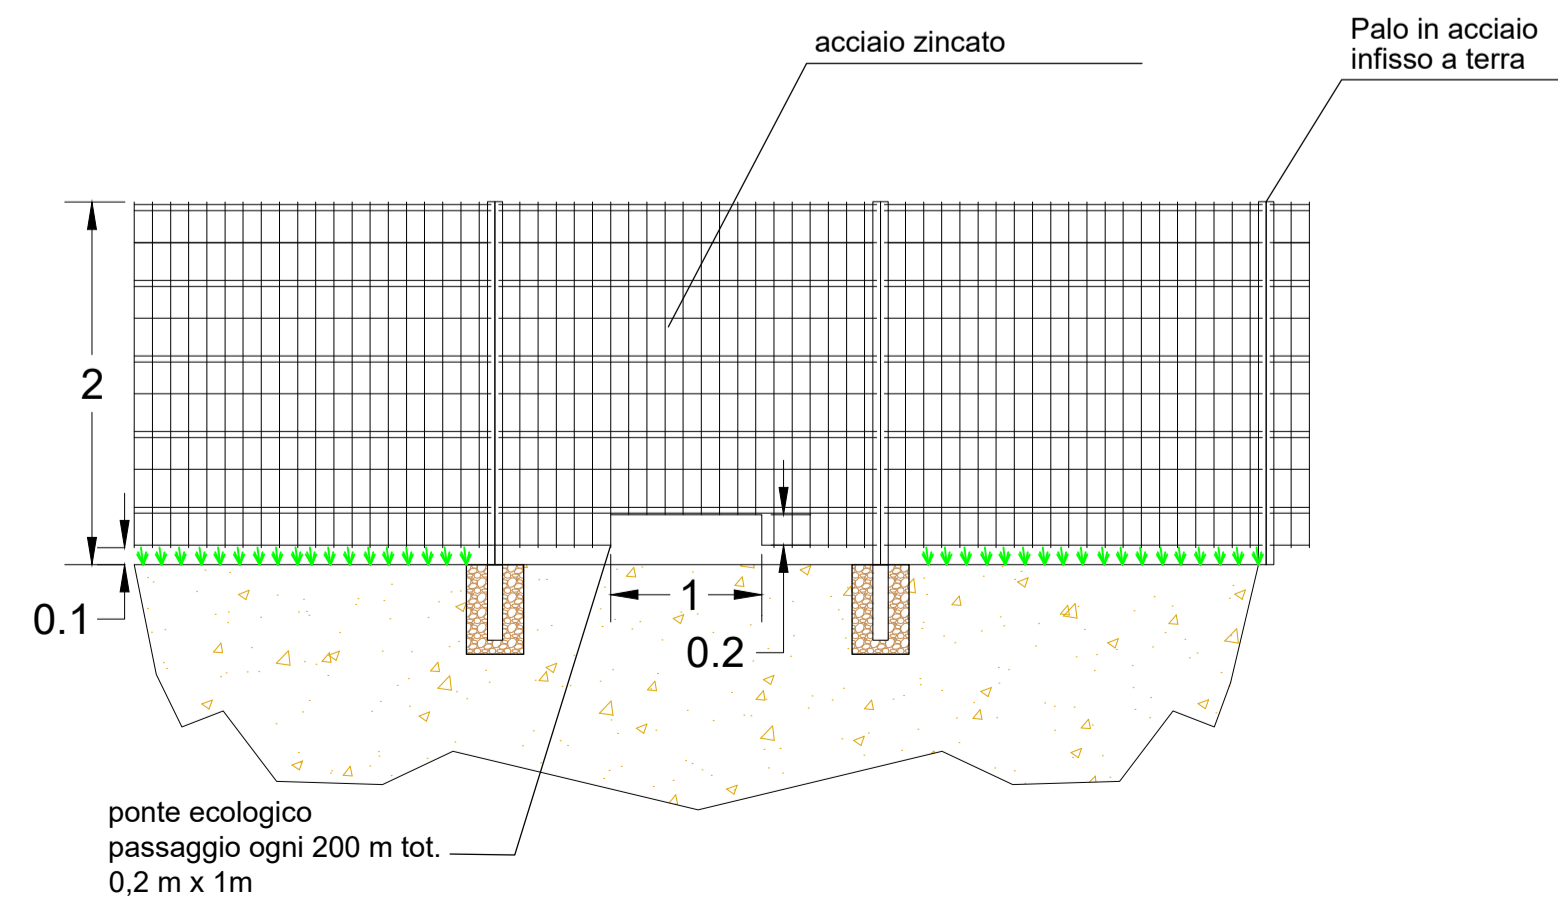 acciaio zincato
Palo in acciaio
infisso a terra
2
0.1
1
0.2
ponte ecologico
passaggio ogni 200 m tot.
0,2 m x 1m